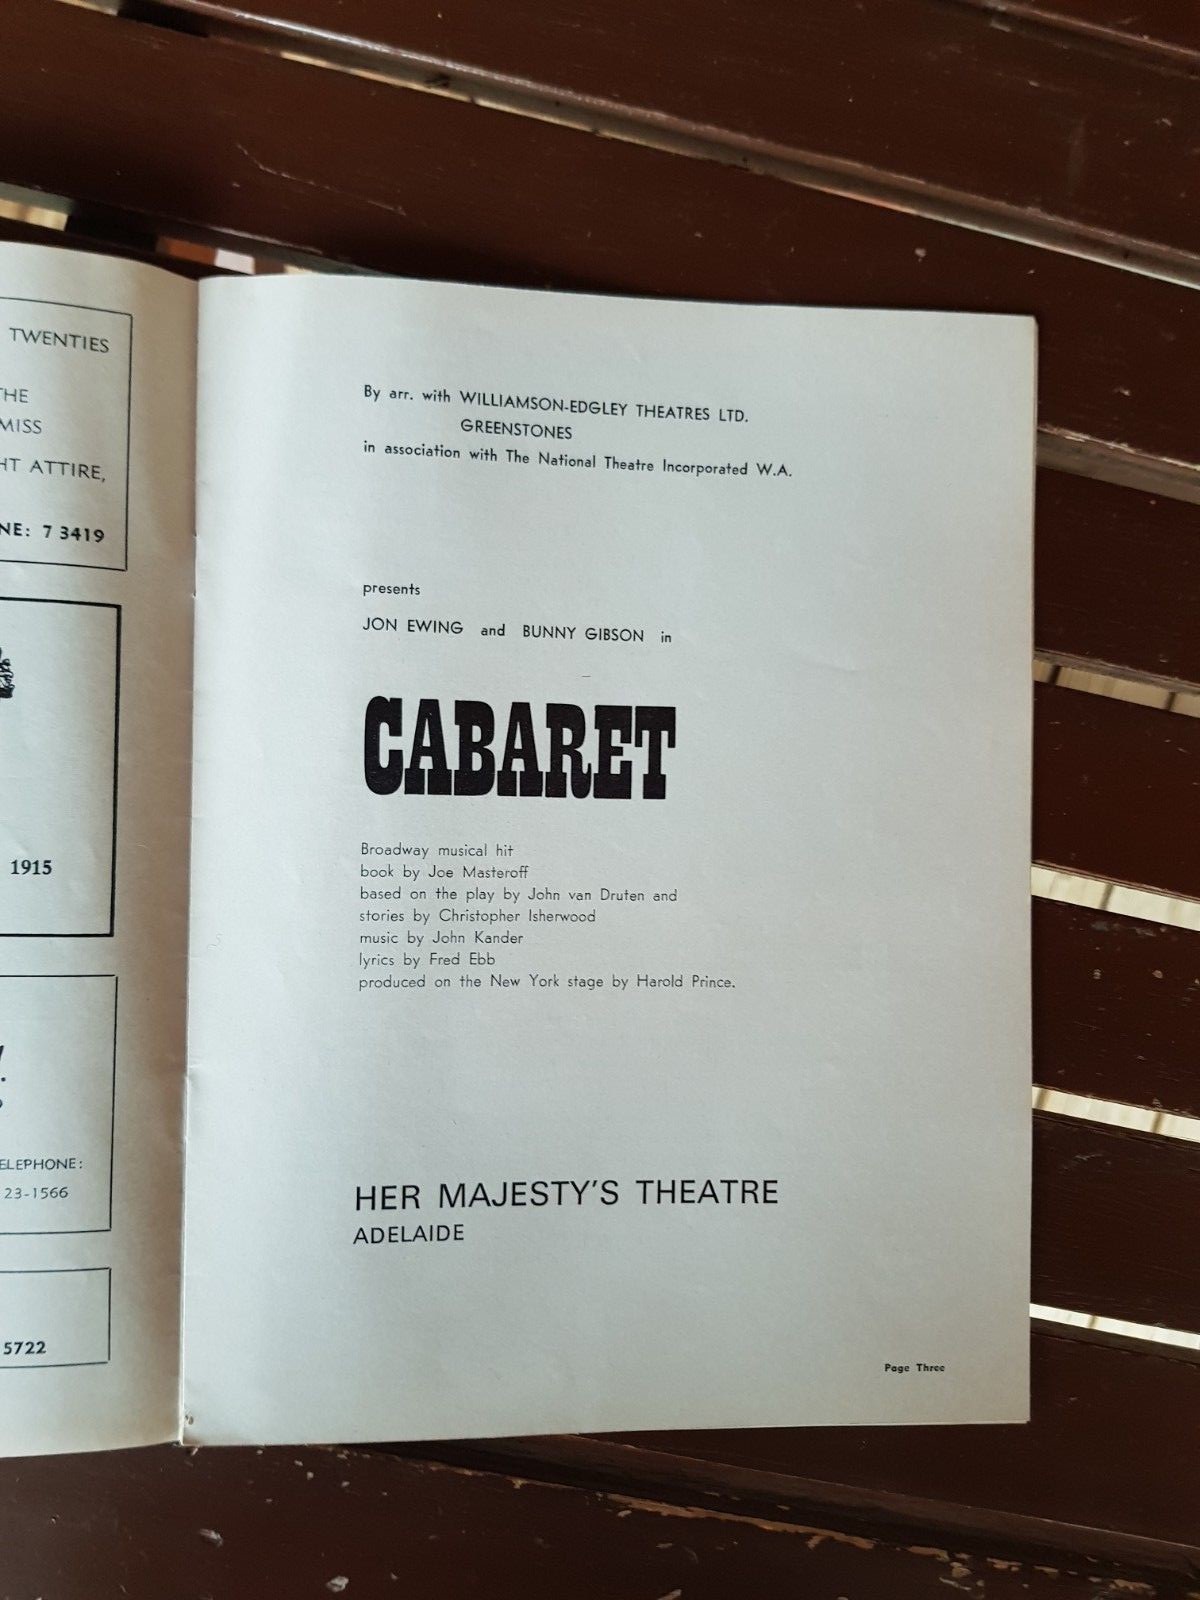 TWENTIES
THE
MISS
HT ATTIRE,
NE: 7 3419
1915
ELEPHONE:
23-1566
5722
By arr. with WILLIAMSON-EDGLEY THEATRES LTD.
GREENSTONES
in association with The National Theatre Incorporated W.A.
presents
JON EWING and BUNNY GIBSON in
CABARET
Broadway musical hit
book by Joe Masteroff
based on the play by John van Druten and
stories by Christopher Isherwood
music by John Kander
lyrics by Fred Ebb
produced on the New York stage by Harold Prince.
HER MAJESTY'S THEATRE
ADELAIDE
Page Three